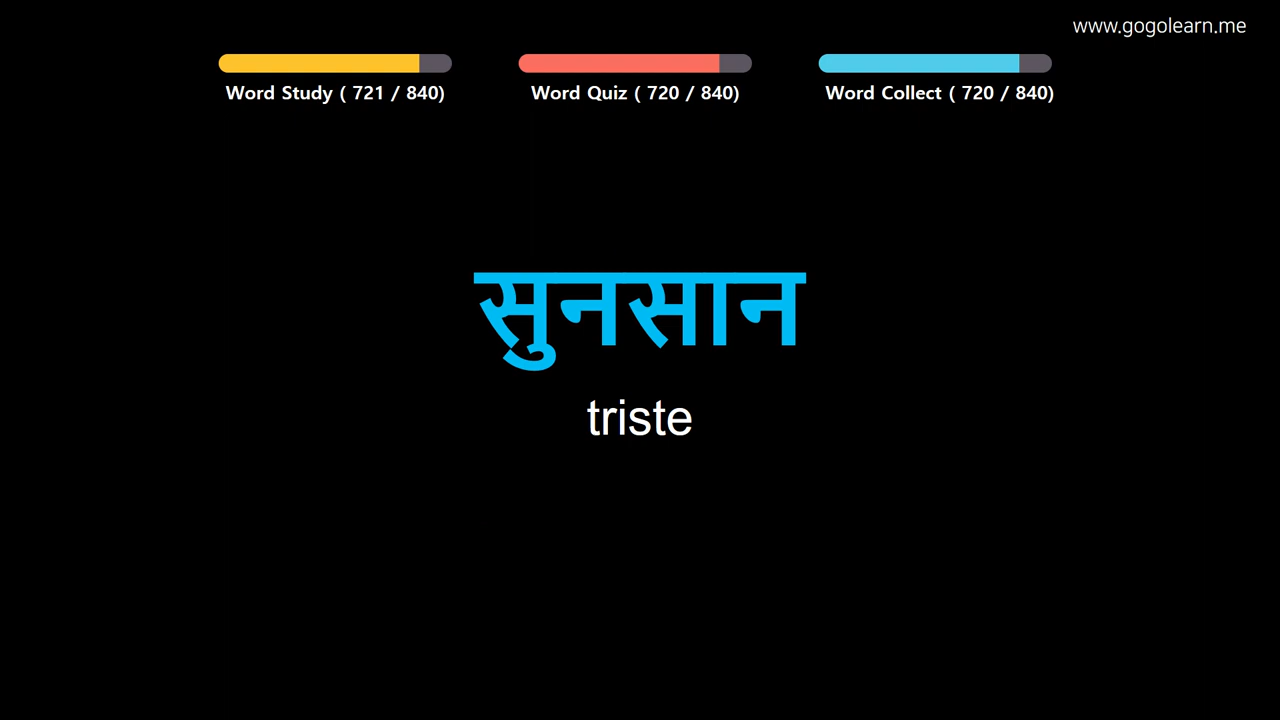 www.gogolearn.me
Word Study ( 721 / 840)
Word Quiz ( 720 / 840)
Word Collect ( 720 / 840)
सुनसान
triste